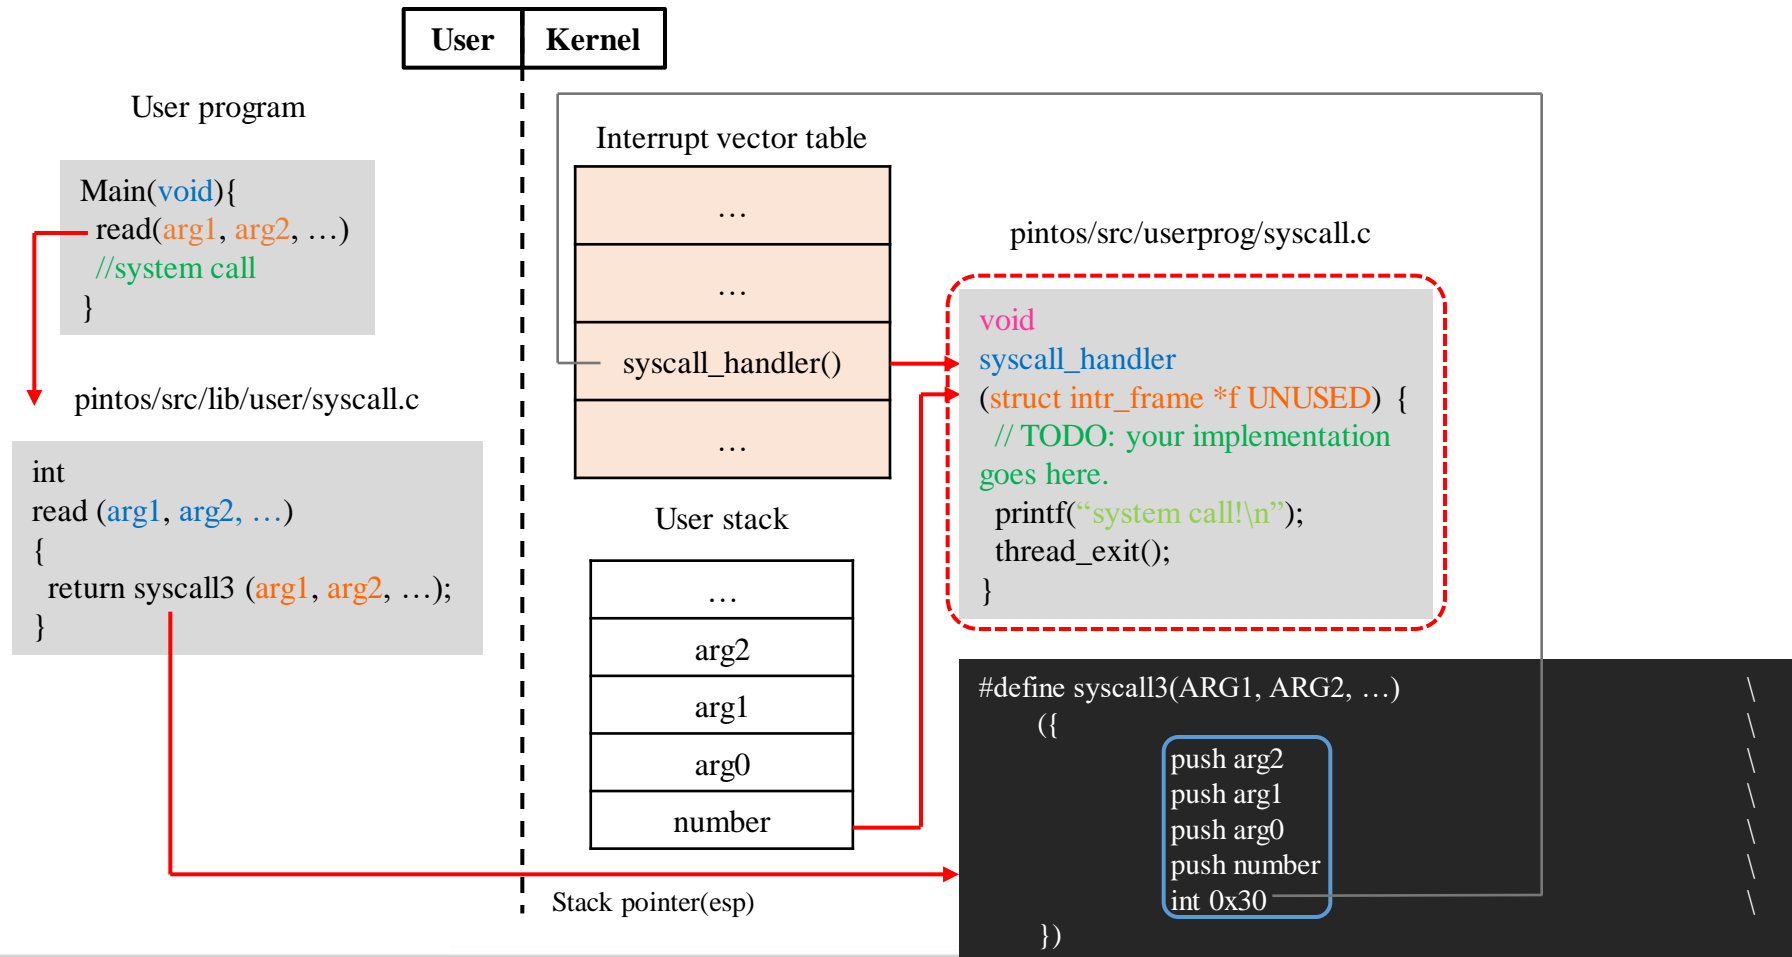 User Kernel
User program
Main(void){
read(arg1, arg2, …)
//system call
}
pintos/src/lib/user/syscall.c
int
read (arg1, arg2, …)
{
return syscall3 (arg1, arg2, …);
}
Interrupt vector table
…
…
syscall_handler()
…
User stack
…
arg2
arg1
arg0
number
Stack pointer(esp)
pintos/src/userprog/syscall.c
void
syscall_handler
(struct intr_frame *f UNUSED) {
// TODO: your implementation
goes here.
printf(“system call!\n”);
thread_exit();
}
#define syscall3(ARG1, ARG2, …) \
({ \
push arg2 \
push arg1 \
push arg0 \
push number \
int 0x30 \
})